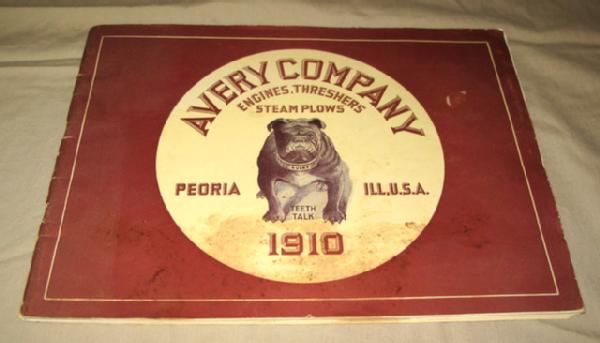 AVERY COMPANY
ENGINES, THRESHERS
STEAM PLOWS
PEORIA ILL, U.S.A.
TEETH
TALK
1910